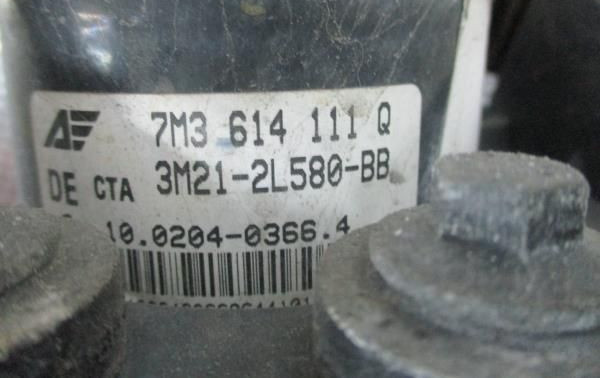 7M3 614 111 Q
DE CTA 3M21-2L580-BB
10.0204-0366.4